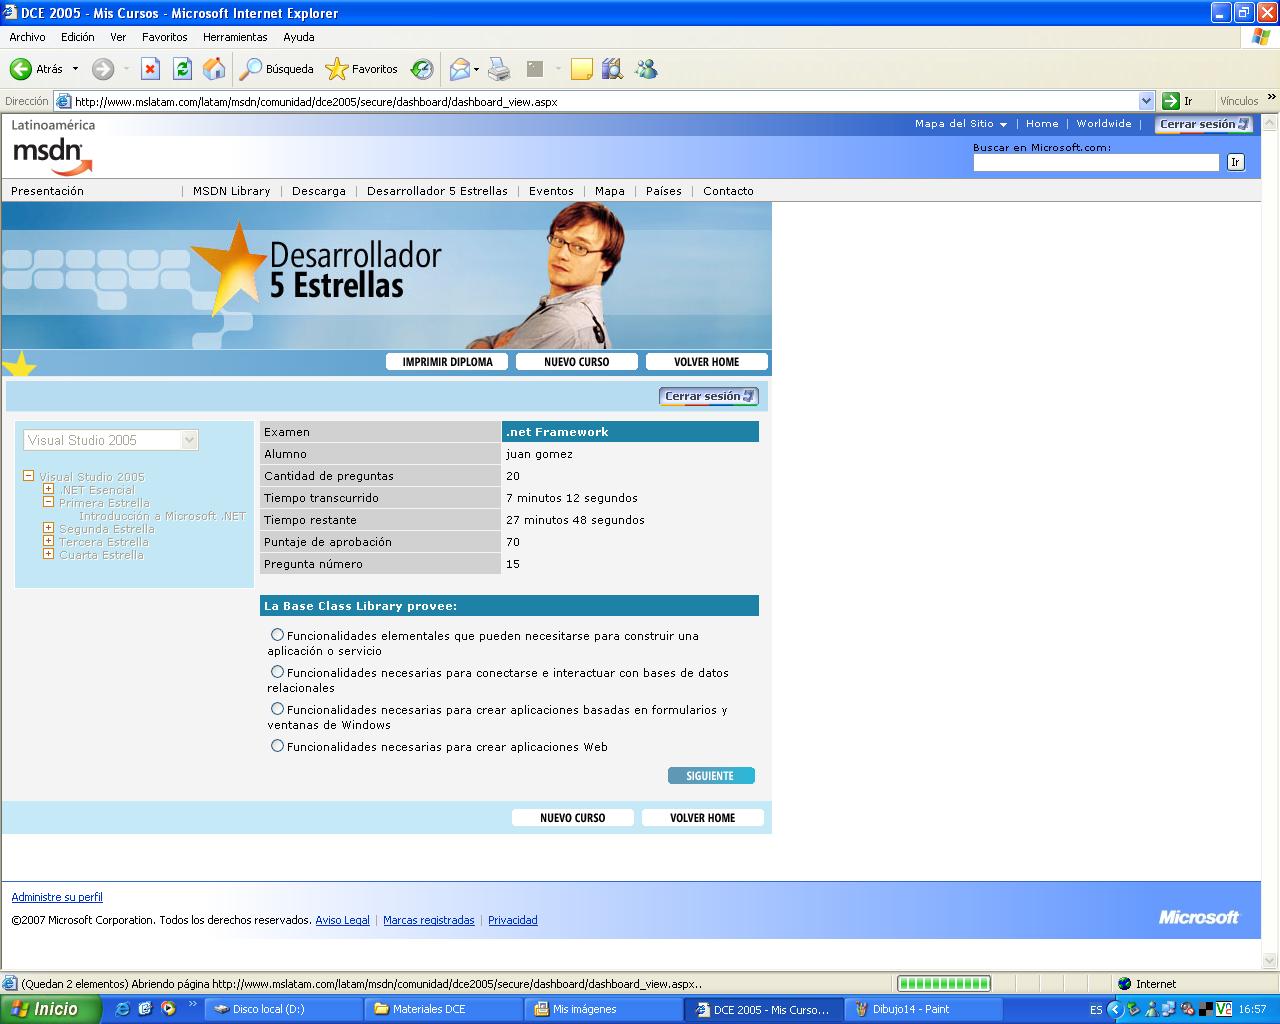 DCE 2005 - Mis Cursos - Microsoft Internet Explorer
Archivo Edición Ver Favoritos Herramientas Ayuda
Atrás Búsqueda Favoritos
Dirección http://www.mslatam.com/latam/msdn/comunidad/dce2005/secure/dashboard/dashboard_view.aspx Ir Vínculos »
Latinoamérica
Mapa del Sitio | Home | Worldwide | Cerrar sesión
msdn
Buscar en Microsoft.com:
Ir
Presentación | MSDN Library | Descarga | Desarrollador 5 Estrellas | Eventos | Mapa | Países | Contacto
Desarrollador
5 Estrellas
IMPRIMIR DIPLOMA NUEVO CURSO VOLVER HOME
Cerrar sesión
Visual Studio 2005
Visual Studio 2005
.NET Esencial
Primera Estrella
Introducción a Microsoft .NET
Segunda Estrella
Tercera Estrella
Cuarta Estrella
Examen .net Framework
Alumno juan gomez
Cantidad de preguntas 20
Tiempo transcurrido 7 minutos 12 segundos
Tiempo restante 27 minutos 48 segundos
Puntaje de aprobación 70
Pregunta número 15
La Base Class Library provee:
Funcionalidades elementales que pueden necesitarse para construir una
aplicación o servicio
Funcionalidades necesarias para conectarse e interactuar con bases de datos
relacionales
Funcionalidades necesarias para crear aplicaciones basadas en formularios y
ventanas de Windows
Funcionalidades necesarias para crear aplicaciones Web
SIGUIENTE
NUEVO CURSO VOLVER HOME
Administre su perfil
©2007 Microsoft Corporation. Todos los derechos reservados. Aviso Legal | Marcas registradas | Privacidad
Microsoft
(Quedan 2 elementos) Abriendo página http://www.mslatam.com/latam/msdn/comunidad/dce2005/secure/dashboard/dashboard_view.aspx.. Internet
Inicio » Disco local (D:) Materiales DCE Mis imágenes DCE 2005 - Mis Curso... Dibujo14 - Paint ES 16:57